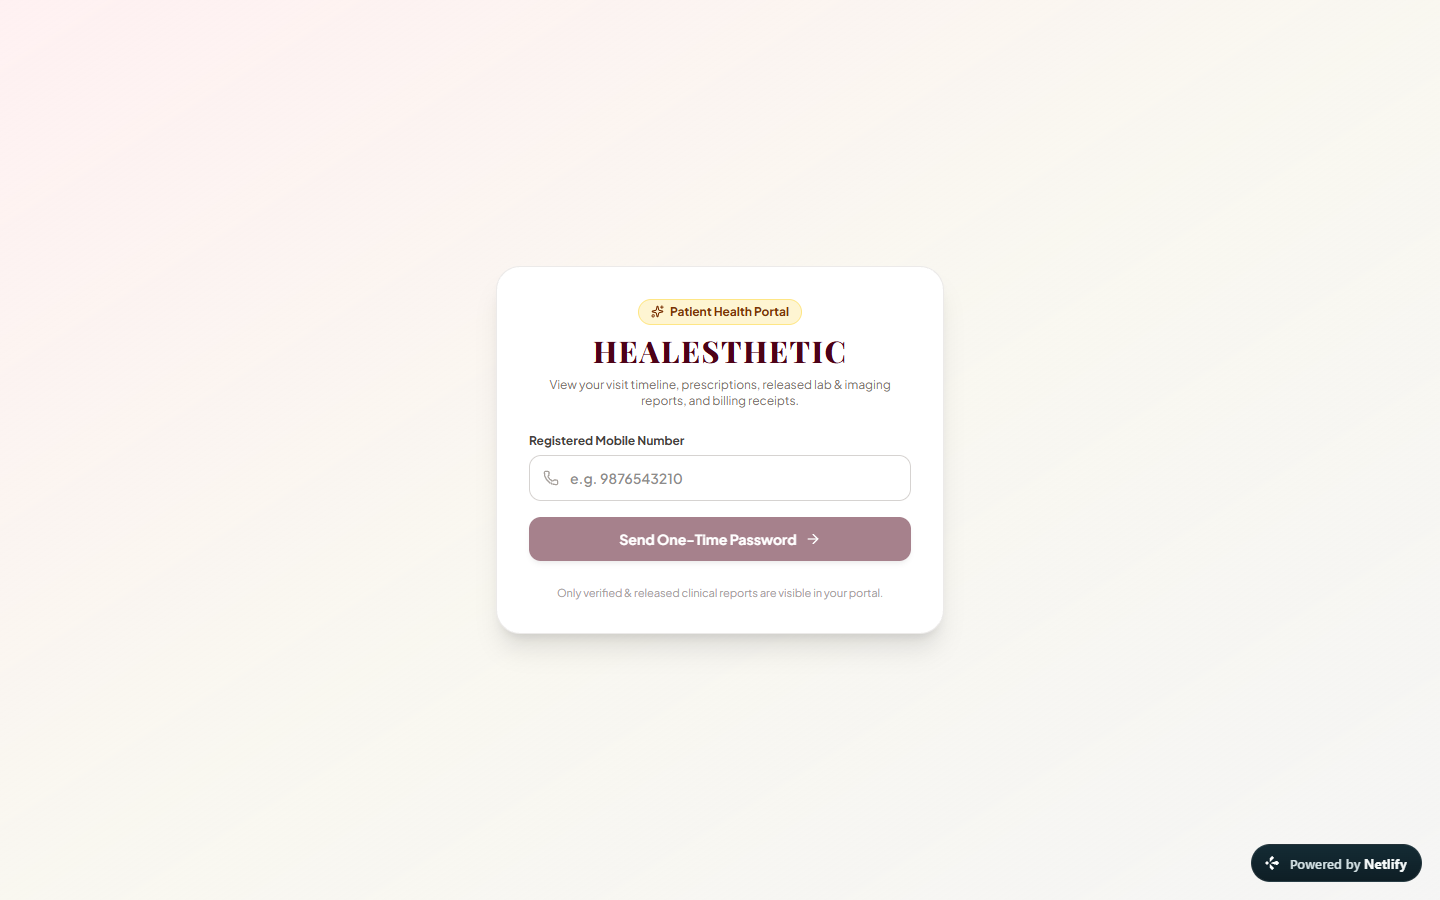 Patient Health Portal
HEALESTHETIC
View your visit timeline, prescriptions, released lab & imaging
reports, and billing receipts.
Registered Mobile Number
e.g. 9876543210
Send One-Time Password
Only verified & released clinical reports are visible in your portal.
Powered by Netlify